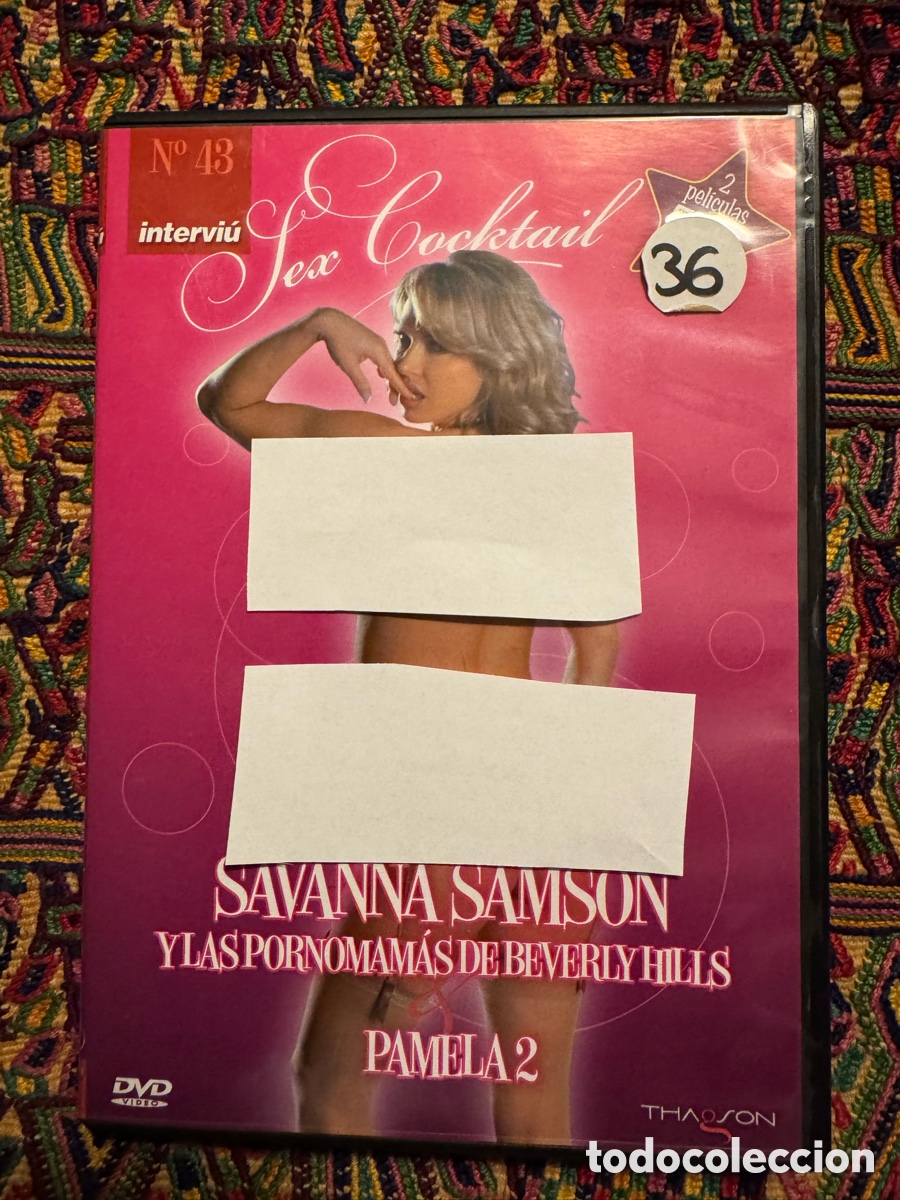 Nº 43
interviú
Sex Cocktail
2
películas
36
SAVANNA SAMSON
Y LAS PORNOMAMÁS DE BEVERLY HILLS
&
PAMELA 2
DVD
VIDEO
THAGSON
todocoleccion